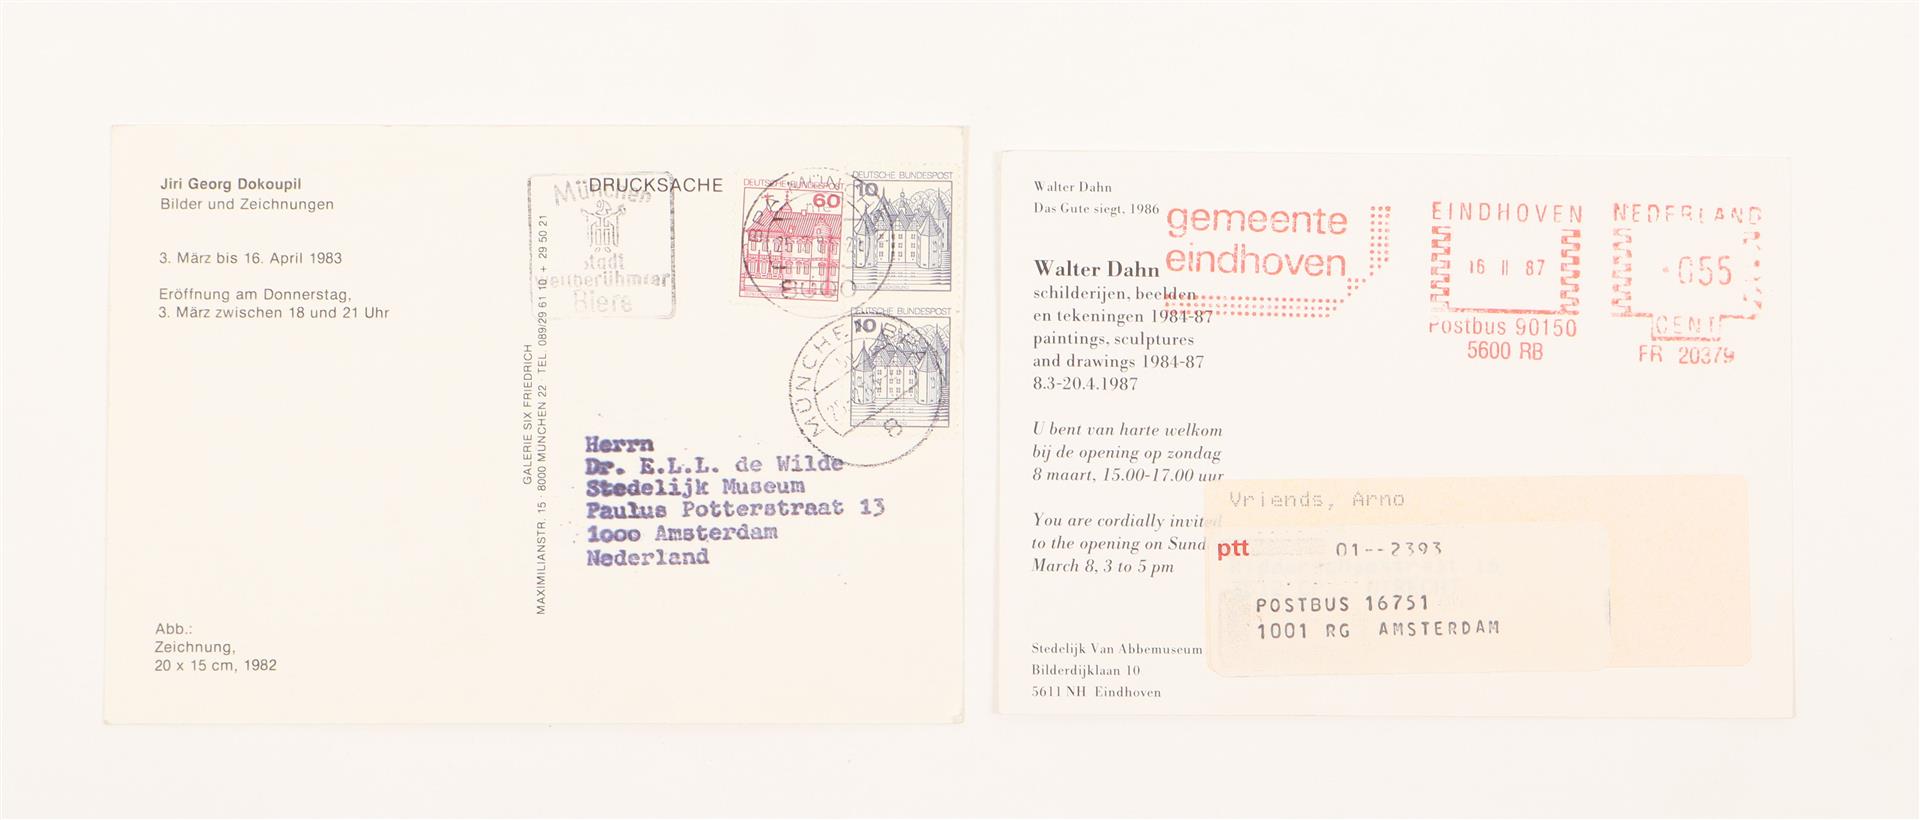 Jiri Georg Dokoupil
Bilder und Zeichnungen
3. März bis 16. April 1983
Eröffnung am Donnerstag,
3. März zwischen 18 und 21 Uhr
Abb.:
Zeichnung,
20 x 15 cm, 1982
GALERIE SIX FRIEDRICH
MAXIMILIANSTR. 15 · 8000 MÜNCHEN 22 · TEL. 089/29 61 10 + 29 50 21
DRUCKSACHE
München
Stadt
weltberühmter
Biere
DEUTSCHE BUNDESPOST
60
DEUTSCHE BUNDESPOST
10
DEUTSCHE BUNDESPOST
10
8000
MÜNCHEN
8
Herrn
Dr. E.L.L. de Wilde
Stedelijk Museum
Paulus Potterstraat 13
1000 Amsterdam
Nederland
Walter Dahn
Das Gute siegt, 1986
Walter Dahn
schilderijen, beelden
en tekeningen 1984-87
paintings, sculptures
and drawings 1984-87
8.3-20.4.1987
U bent van harte welkom
bij de opening op zondag
8 maart, 15.00-17.00 uur
You are cordially invited
to the opening on Sund
March 8, 3 to 5 pm
Stedelijk Van Abbemuseum
Bilderdijklaan 10
5611 NH Eindhoven
gemeente
eindhoven
EINDHOVEN
16 II 87
Postbus 90150
5600 RB
NEDERLAND
055
CENT
FR 20379
Vriends, Arno
ptt
01--2393
POSTBUS 16751
1001 RG AMSTERDAM